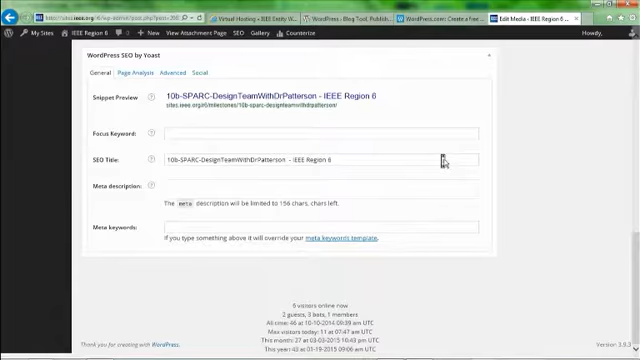 Virtual Hosting - IEEE Entity W
WordPress › Blog Tool, Publish
WordPress.com: Create a free
Edit Media ‹ IEEE Region 6
My Sites
IEEE Region 6
New
View Attachment Page
SEO
Gallery
Counterize
Howdy,
WordPress SEO by Yoast
General
Page Analysis
Advanced
Social
Snippet Preview
10b-SPARC-DesignTeamWithDrPatterson - IEEE Region 6
sites.ieee.org/r6/milestones/10b-sparc-designteamwithdrpatterson/
Focus Keyword:
SEO Title:
10b-SPARC-DesignTeamWithDrPatterson - IEEE Region 6
Meta description:
The meta description will be limited to 156 chars, chars left.
Meta keywords:
If you type something above it will override your meta keywords template.
6 visitors online now
2 guests, 3 bots, 1 members
All time: 46 at 10-10-2014 09:39 am UTC
Max visitors today: 11 at 07:47 am UTC
This month: 27 at 03-03-2015 10:43 pm UTC
This year: 43 at 01-19-2015 09:06 am UTC
Thank you for creating with WordPress.
Version 3.9.3